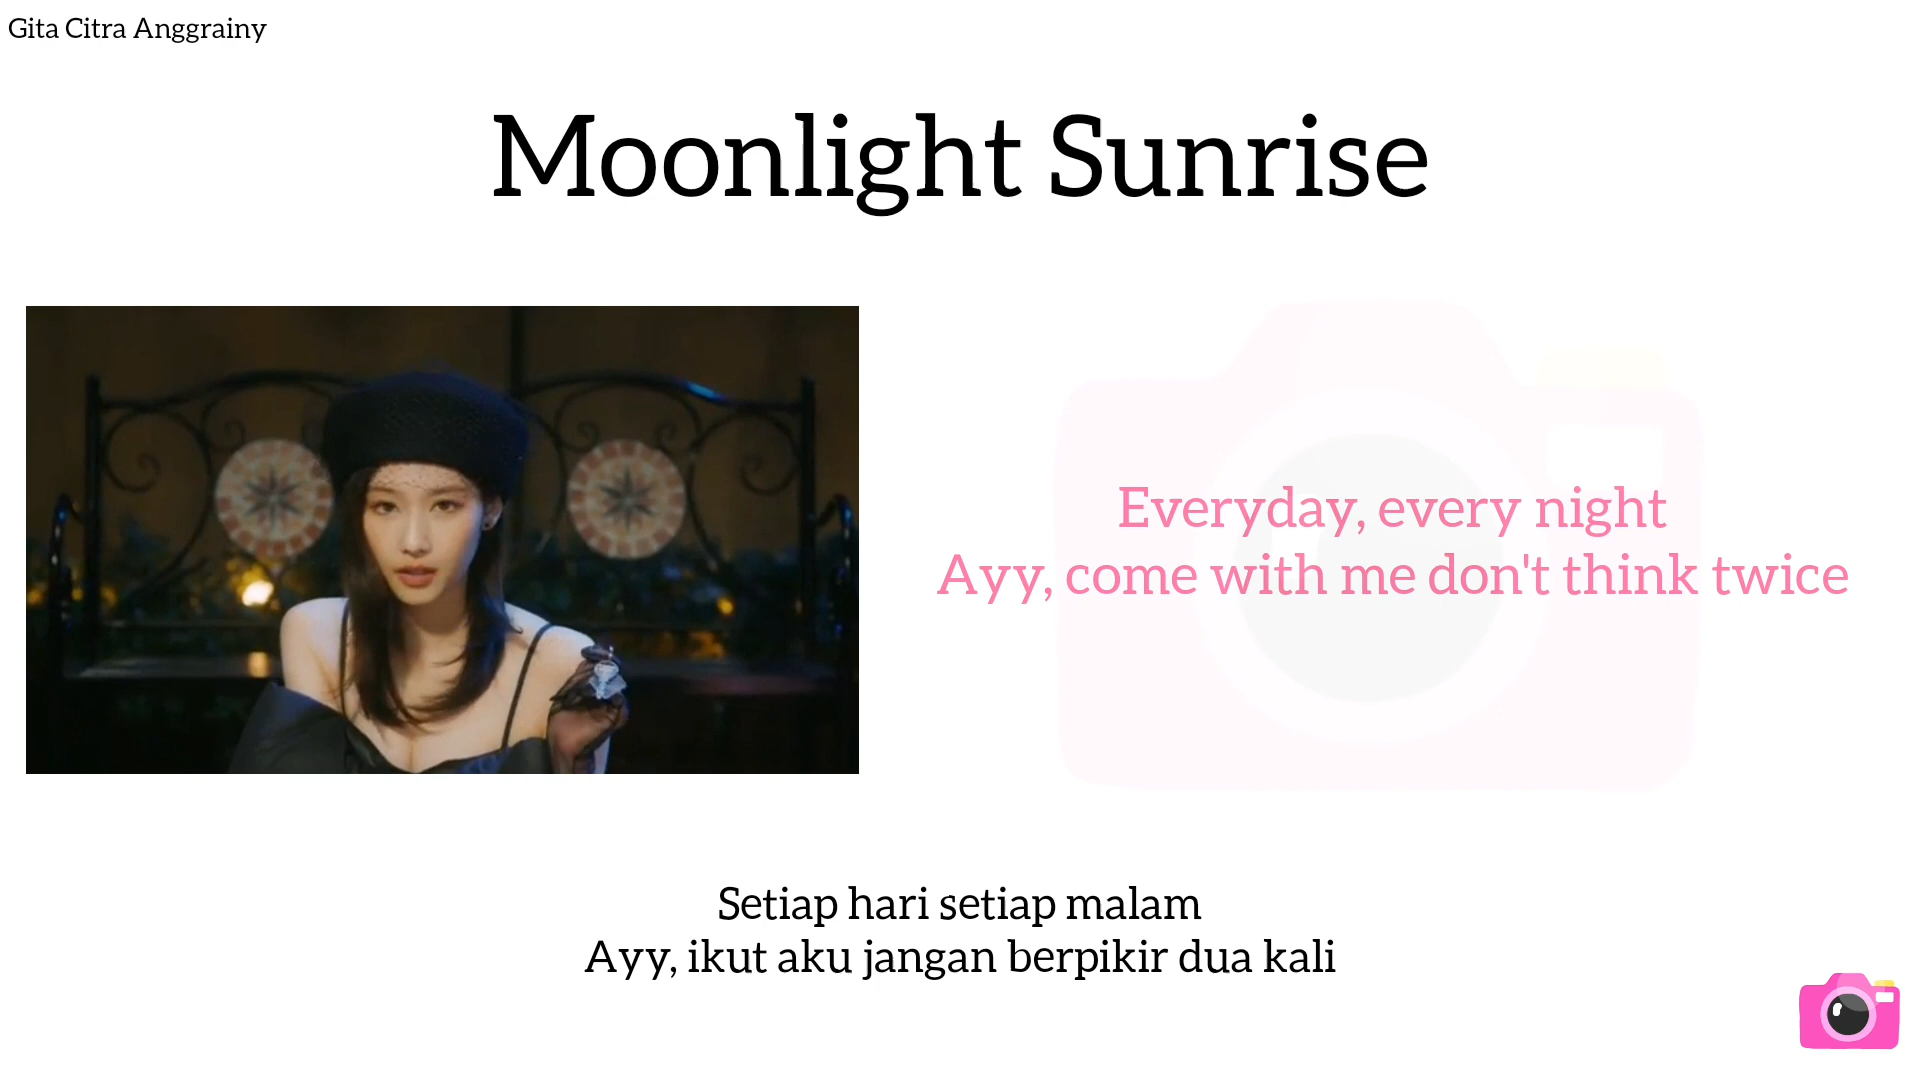 Gita Citra Anggrainy
Moonlight Sunrise
Everyday, every night
Ayy, come with me don't think twice
Setiap hari setiap malam
Ayy, ikut aku jangan berpikir dua kali